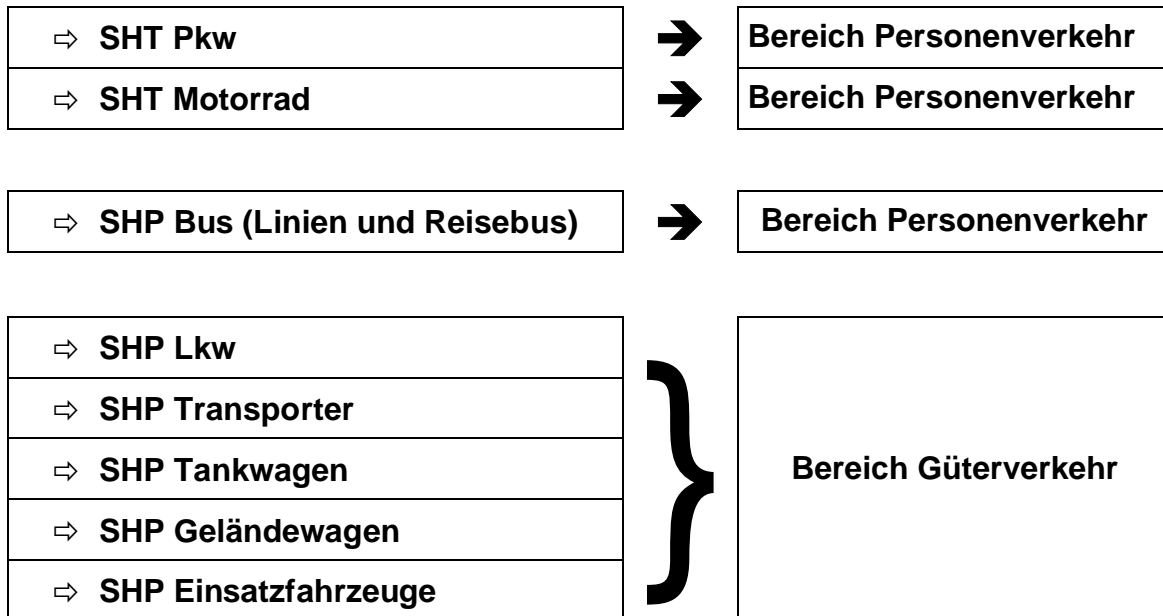 ⇨ SHT Pkw ➔ Bereich Personenverkehr
⇨ SHT Motorrad ➔ Bereich Personenverkehr
⇨ SHP Bus (Linien und Reisebus) ➔ Bereich Personenverkehr
⇨ SHP Lkw
⇨ SHP Transporter
⇨ SHP Tankwagen } Bereich Güterverkehr
⇨ SHP Geländewagen
⇨ SHP Einsatzfahrzeuge